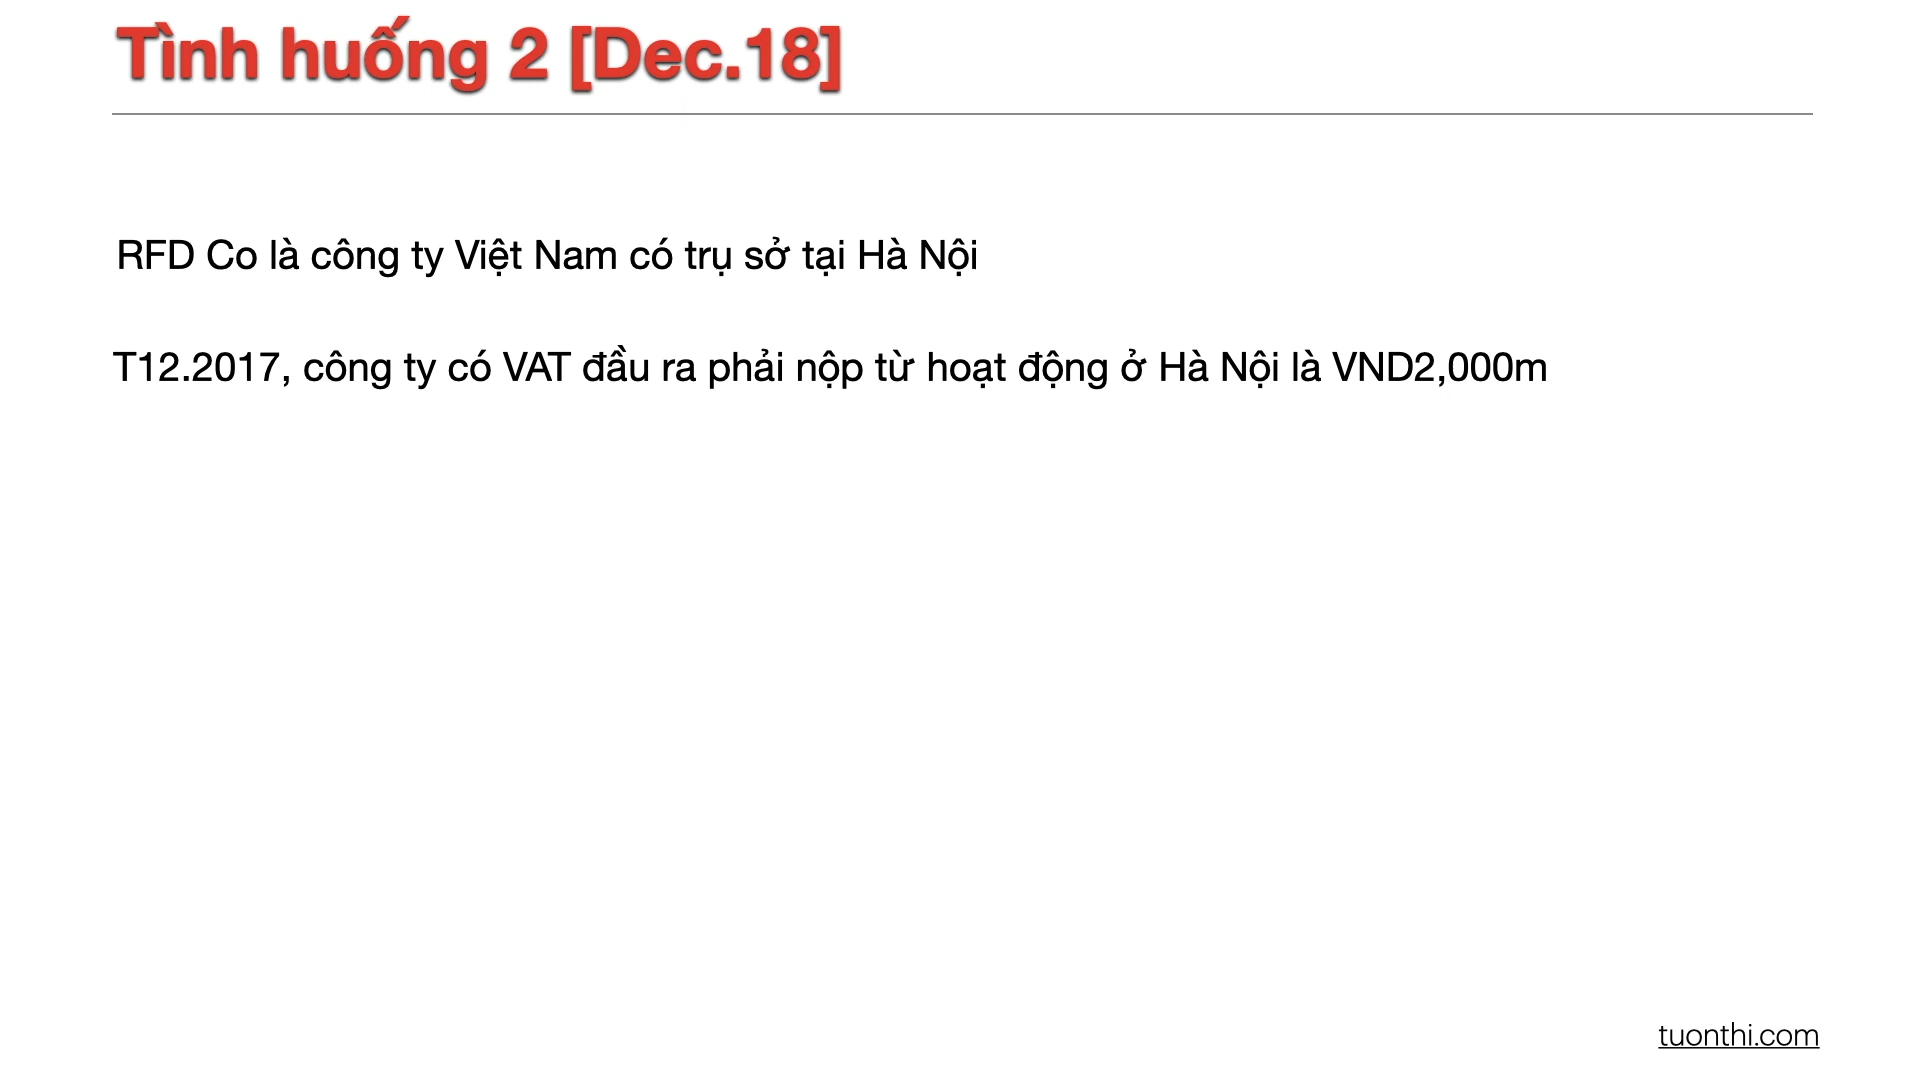 Tình huống 2 [Dec.18]
RFD Co là công ty Việt Nam có trụ sở tại Hà Nội
T12.2017, công ty có VAT đầu ra phải nộp từ hoạt động ở Hà Nội là VND2,000m
tuonthi.com